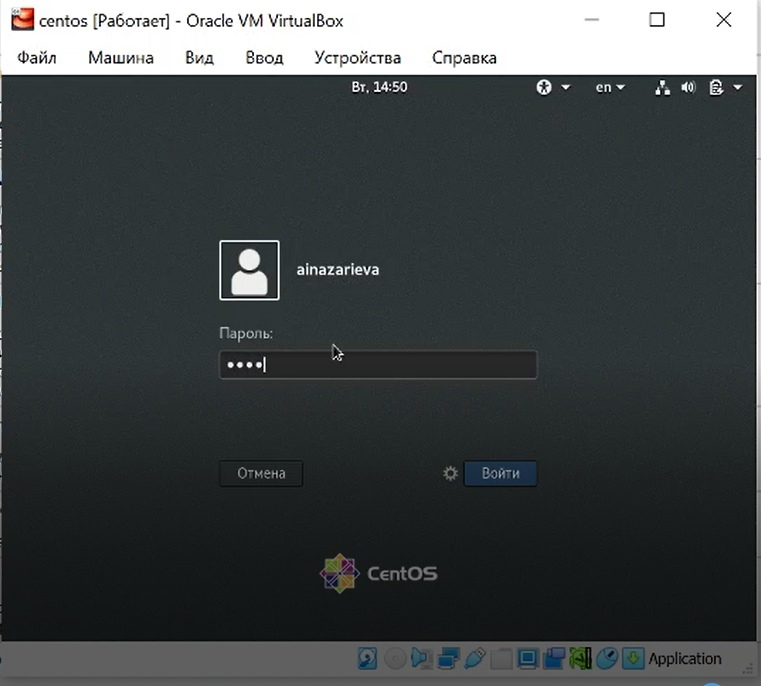 centos [Работает] - Oracle VM VirtualBox
Файл Машина Вид Ввод Устройства Справка
Вт, 14:50 en
ainazarieva
Пароль:
Отмена Войти
CentOS
Application